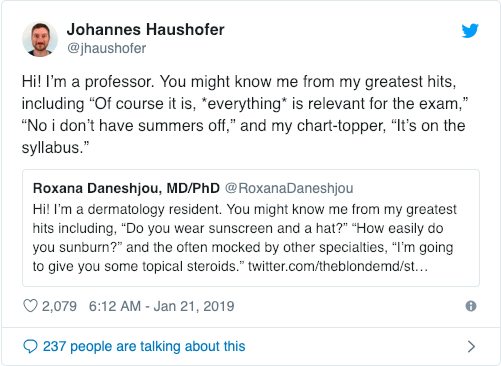 Johannes Haushofer
@jhaushofer
Hi! I'm a professor. You might know me from my greatest hits,
including “Of course it is, *everything* is relevant for the exam,”
“No i don't have summers off,” and my chart-topper, “It's on the
syllabus.”
Roxana Daneshjou, MD/PhD @RoxanaDaneshjou
Hi! I'm a dermatology resident. You might know me from my greatest
hits including, “Do you wear sunscreen and a hat?” “How easily do
you sunburn?” and the often mocked by other specialties, “I'm going
to give you some topical steroids.” twitter.com/theblondemd/st…
2,079 6:12 AM - Jan 21, 2019
237 people are talking about this